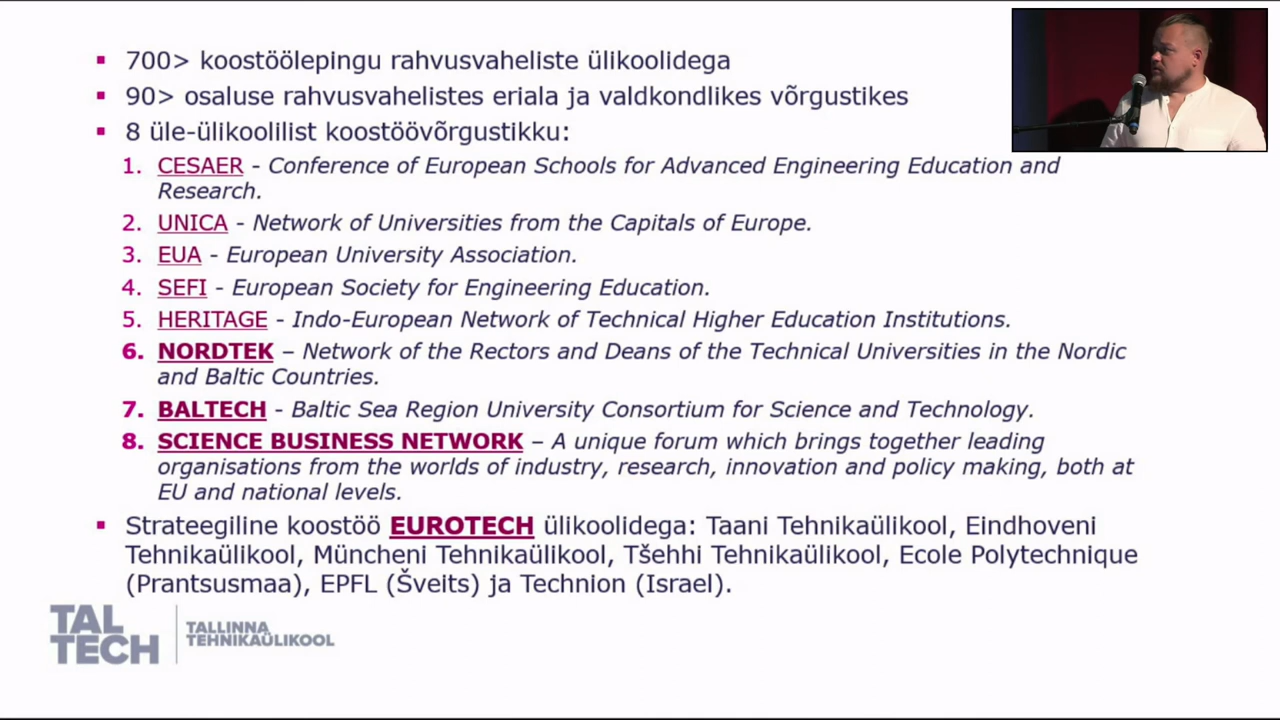 700> koostöölepingu rahvusvaheliste ülikoolidega
90> osaluse rahvusvahelistes eriala ja valdkondlikes võrgustikes
8 üle-ülikoolilist koostöövõrgustikku:
1. CESAER - Conference of European Schools for Advanced Engineering Education and
Research.
2. UNICA - Network of Universities from the Capitals of Europe.
3. EUA - European University Association.
4. SEFI - European Society for Engineering Education.
5. HERITAGE - Indo-European Network of Technical Higher Education Institutions.
6. NORDTEK – Network of the Rectors and Deans of the Technical Universities in the Nordic
and Baltic Countries.
7. BALTECH - Baltic Sea Region University Consortium for Science and Technology.
8. SCIENCE BUSINESS NETWORK – A unique forum which brings together leading
organisations from the worlds of industry, research, innovation and policy making, both at
EU and national levels.
Strateegiline koostöö EUROTECH ülikoolidega: Taani Tehnikaülikool, Eindhoveni
Tehnikaülikool, Müncheni Tehnikaülikool, Tšehhi Tehnikaülikool, Ecole Polytechnique
(Prantsusmaa), EPFL (Šveits) ja Technion (Israel).
TAL
TECH
TALLINNA
TEHNIKAÜLIKOOL